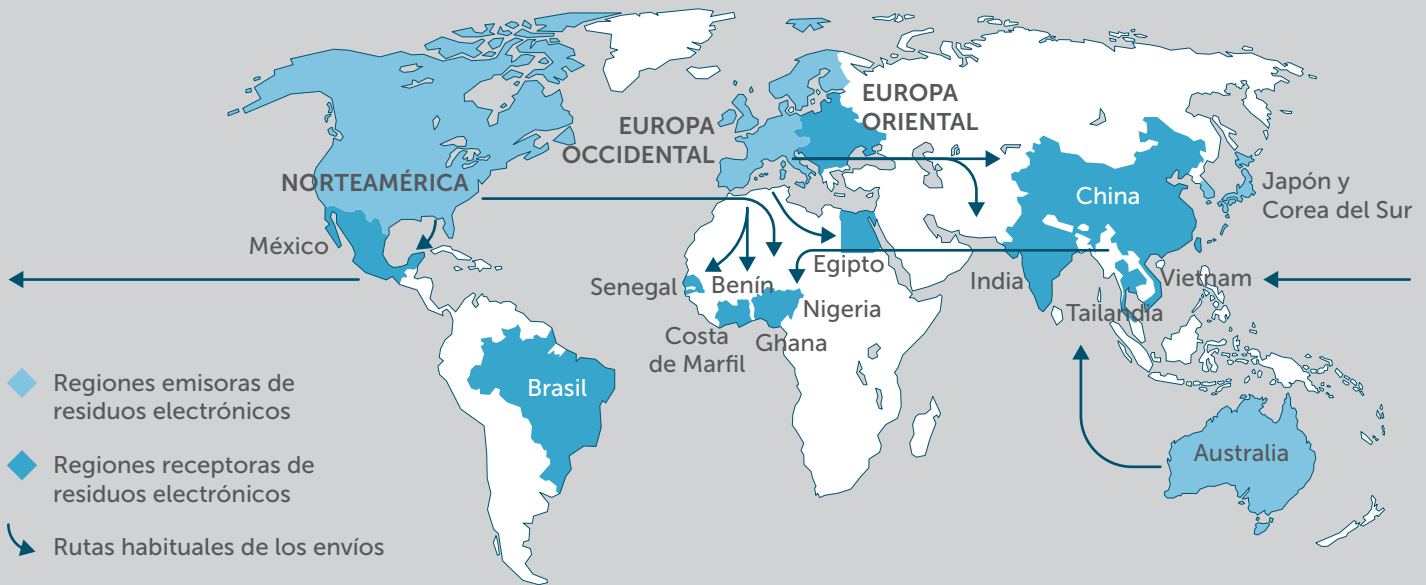 EUROPA
ORIENTAL
EUROPA
OCCIDENTAL
NORTEAMÉRICA
China
Japón y
Corea del Sur
México
Egipto
Senegal
Benín
India
Vietnam
Nigeria
Tailandia
Costa
de Marfil
Ghana
Brasil
Australia
Regiones emisoras de
residuos electrónicos
Regiones receptoras de
residuos electrónicos
Rutas habituales de los envíos